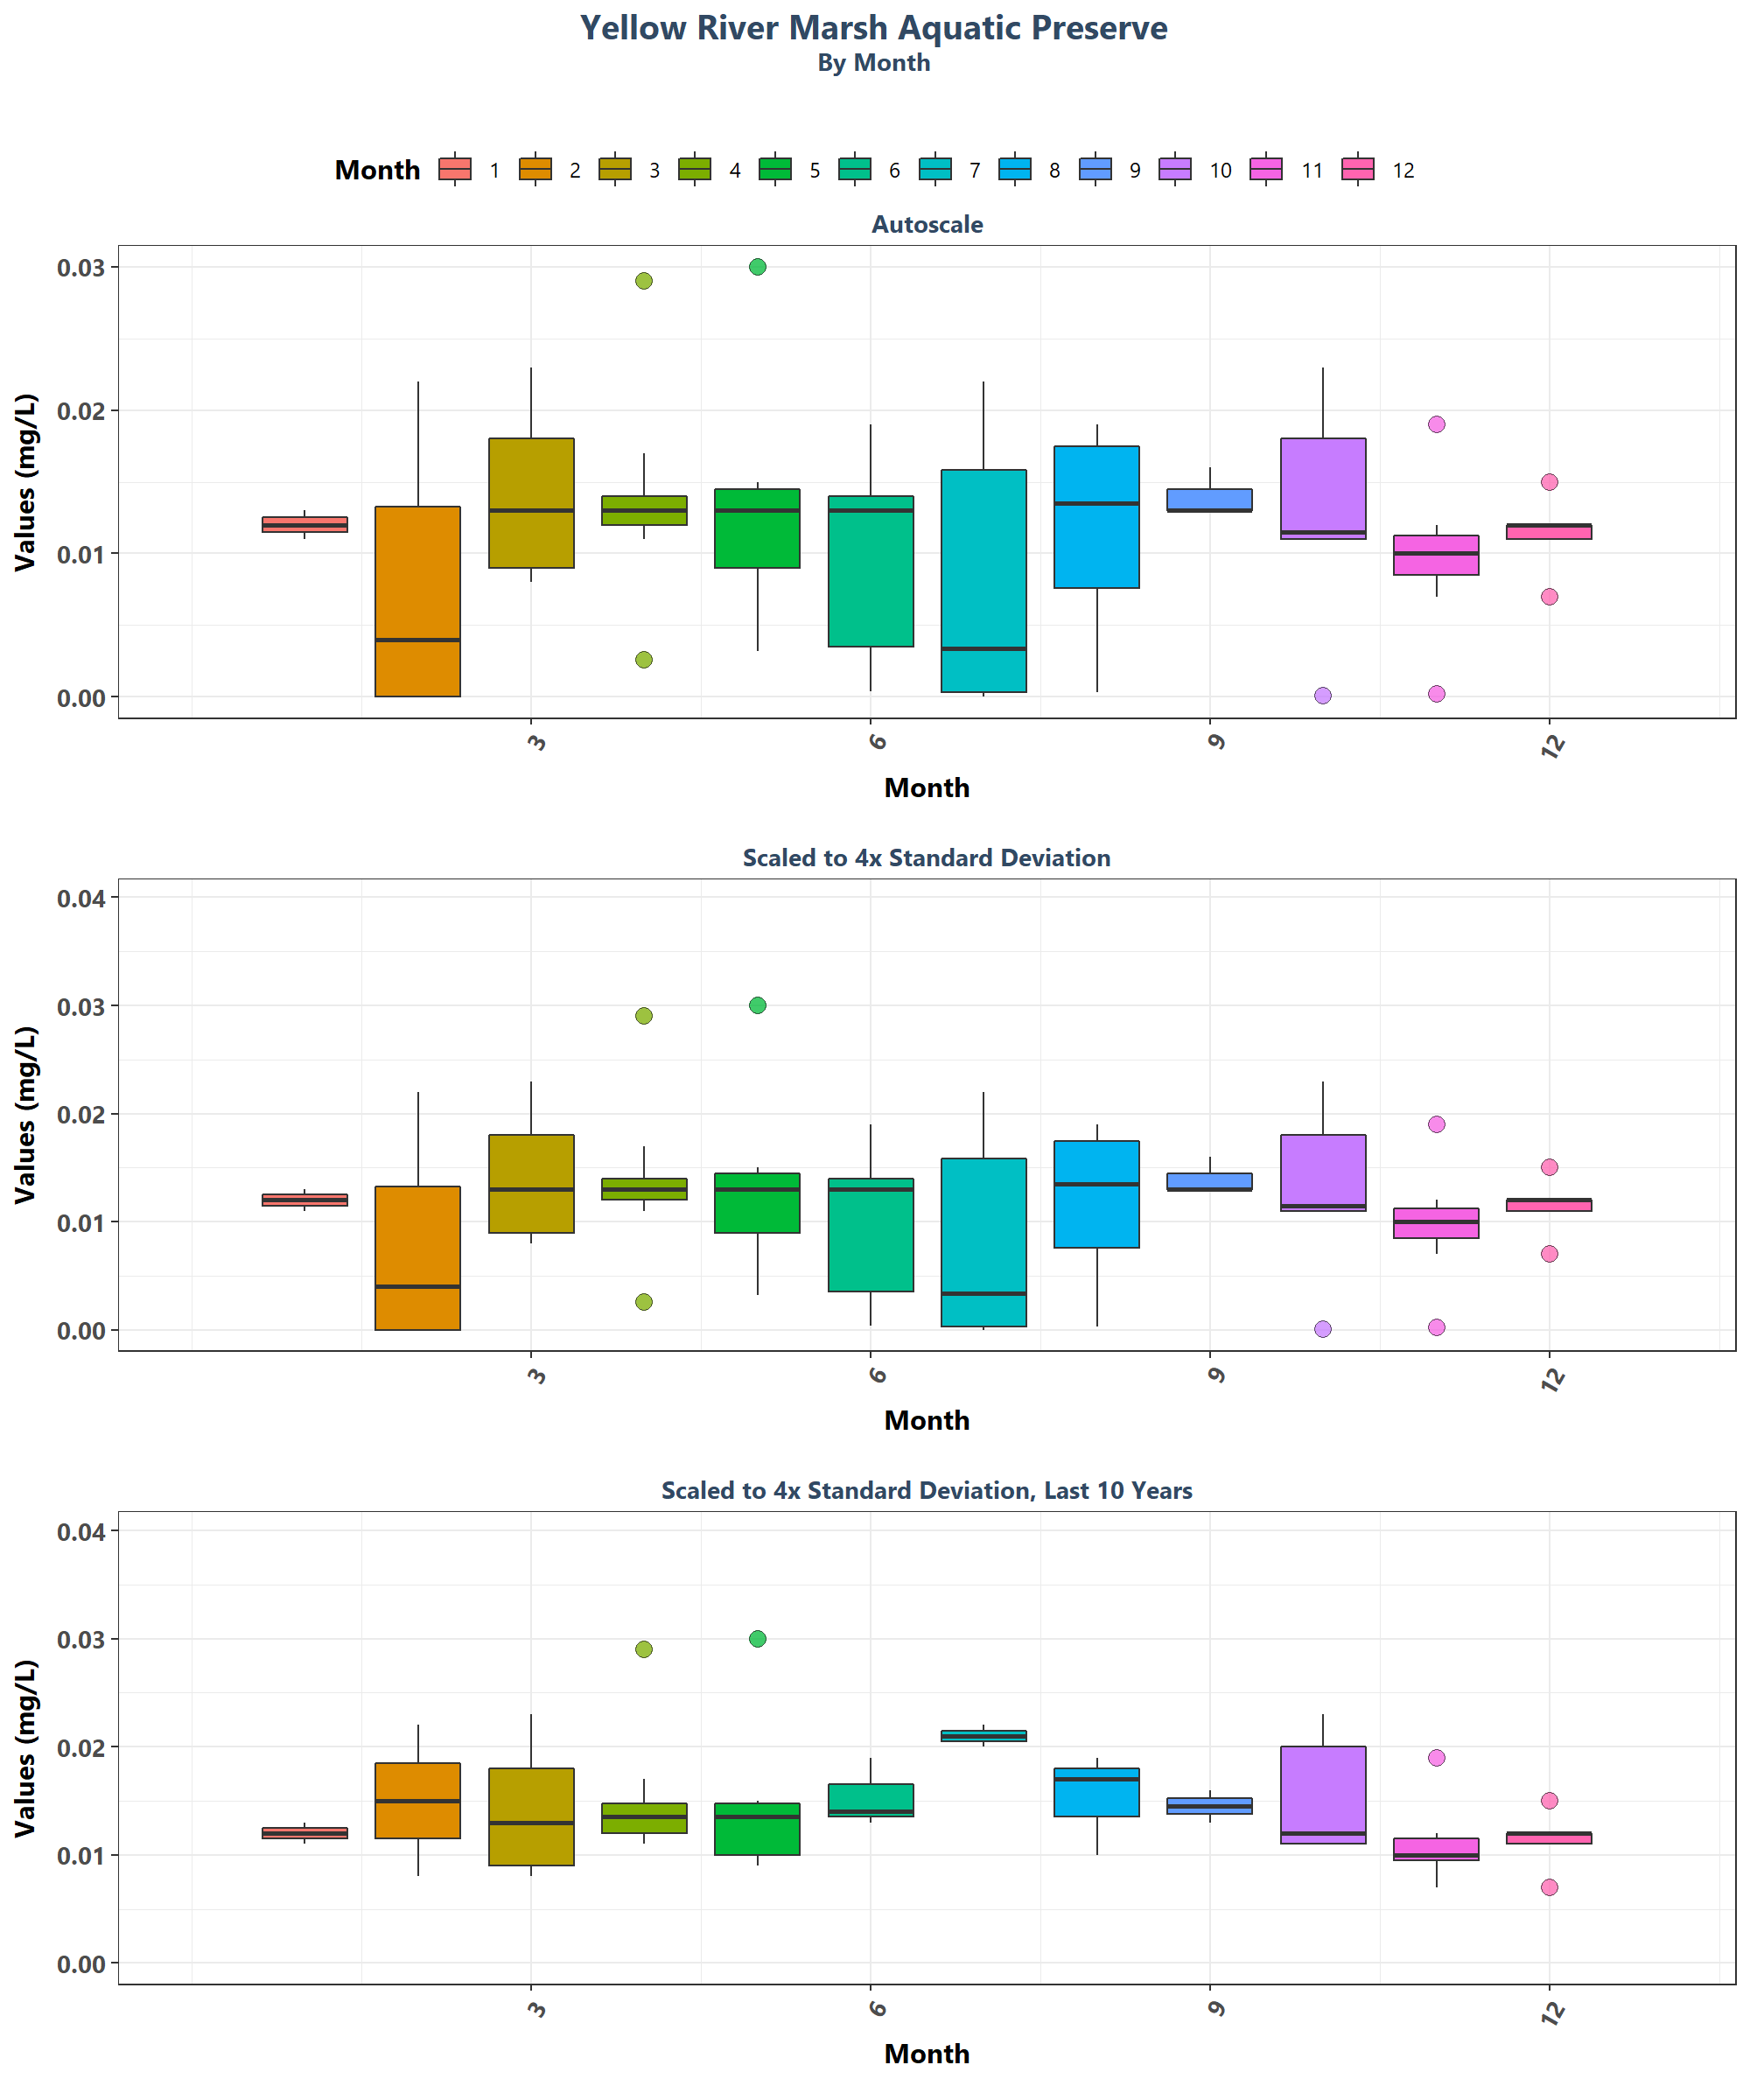 Yellow River Marsh Aquatic Preserve
By Month
Month 1 2 3 4 5 6 7 8 9 10 11 12
Autoscale
Values (mg/L)
0.03
0.02
0.01
0.00
3 6 9 12
Month
Scaled to 4x Standard Deviation
Values (mg/L)
0.04
0.03
0.02
0.01
0.00
3 6 9 12
Month
Scaled to 4x Standard Deviation, Last 10 Years
Values (mg/L)
0.04
0.03
0.02
0.01
0.00
3 6 9 12
Month